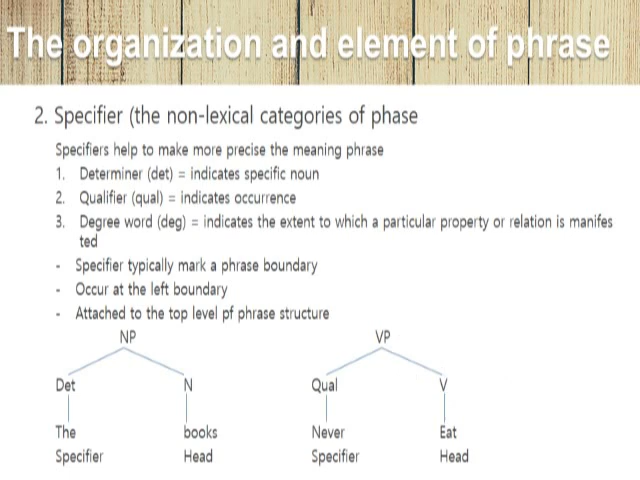 The organization and element of phrase
2. Specifier (the non-lexical categories of phase
Specifiers help to make more precise the meaning phrase
1. Determiner (det) = indicates specific noun
2. Qualifier (qual) = indicates occurrence
3. Degree word (deg) = indicates the extent to which a particular property or relation is manifes
ted
- Specifier typically mark a phrase boundary
- Occur at the left boundary
- Attached to the top level pf phrase structure
NP VP
Det N Qual V
The books Never Eat
Specifier Head Specifier Head